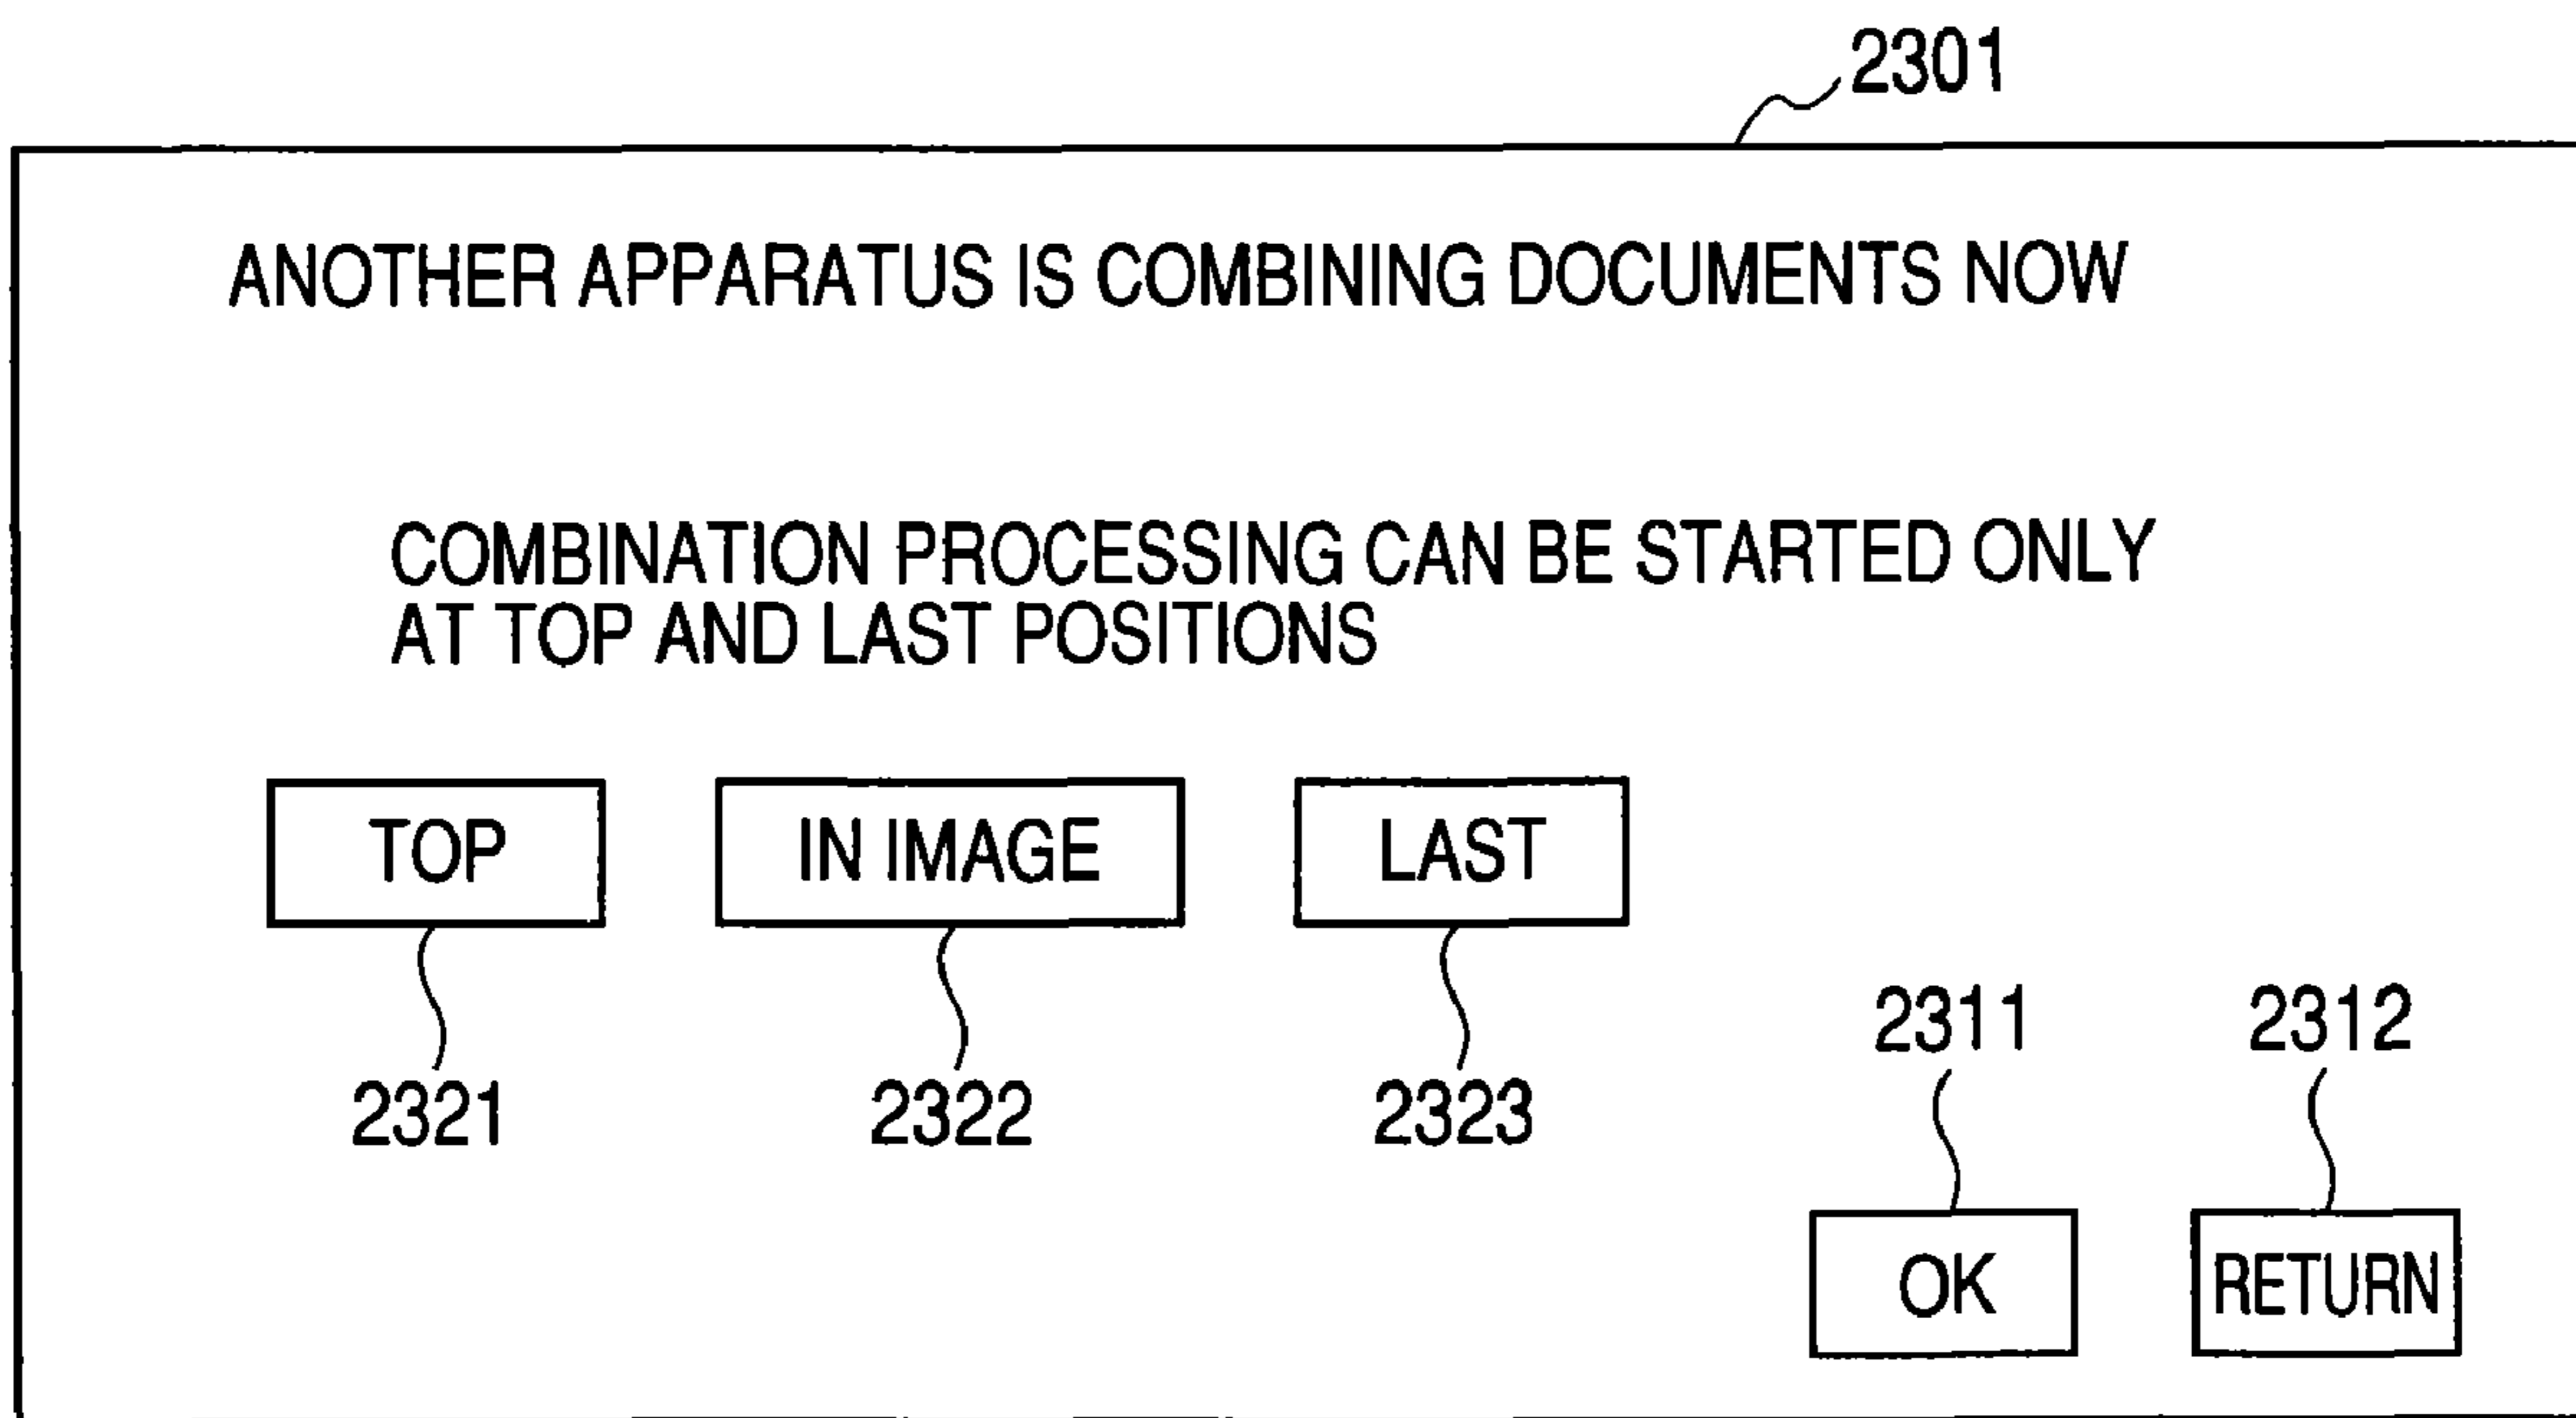 2301
ANOTHER APPARATUS IS COMBINING DOCUMENTS NOW
COMBINATION PROCESSING CAN BE STARTED ONLY
AT TOP AND LAST POSITIONS
TOP IN IMAGE LAST
2321 2322 2323
2311 2312
OK RETURN